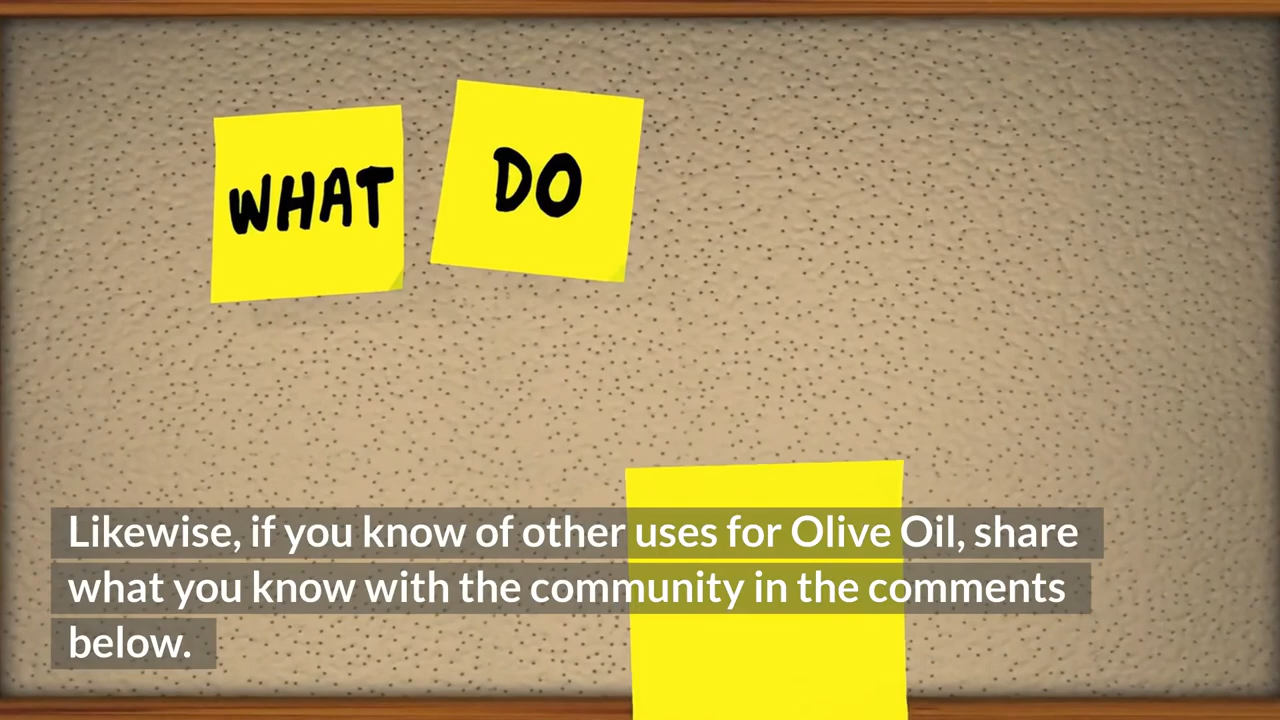 WHAT
DO
Likewise, if you know of other uses for Olive Oil, share
what you know with the community in the comments
below.